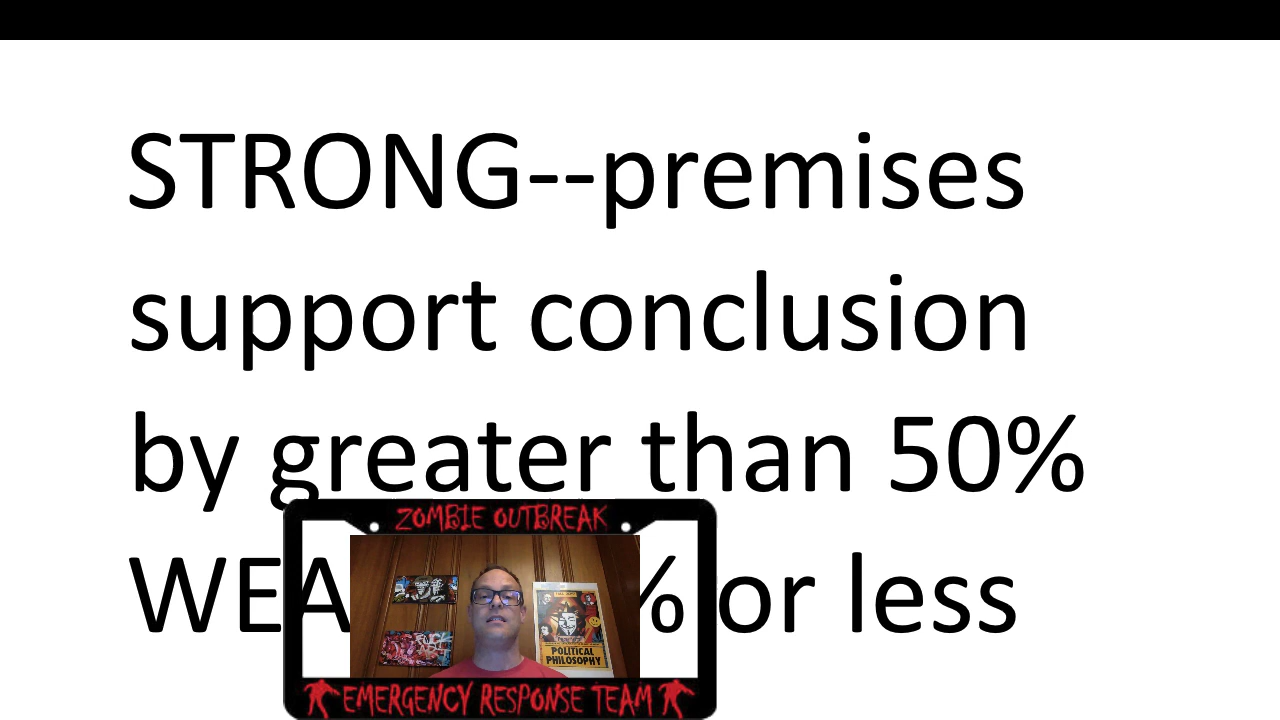 STRONG--premises
support conclusion
by greater than 50%
WEA % or less
ZOMBIE OUTBREAK
POLITICAL
PHILOSOPHY
EMERGENCY RESPONSE TEAM